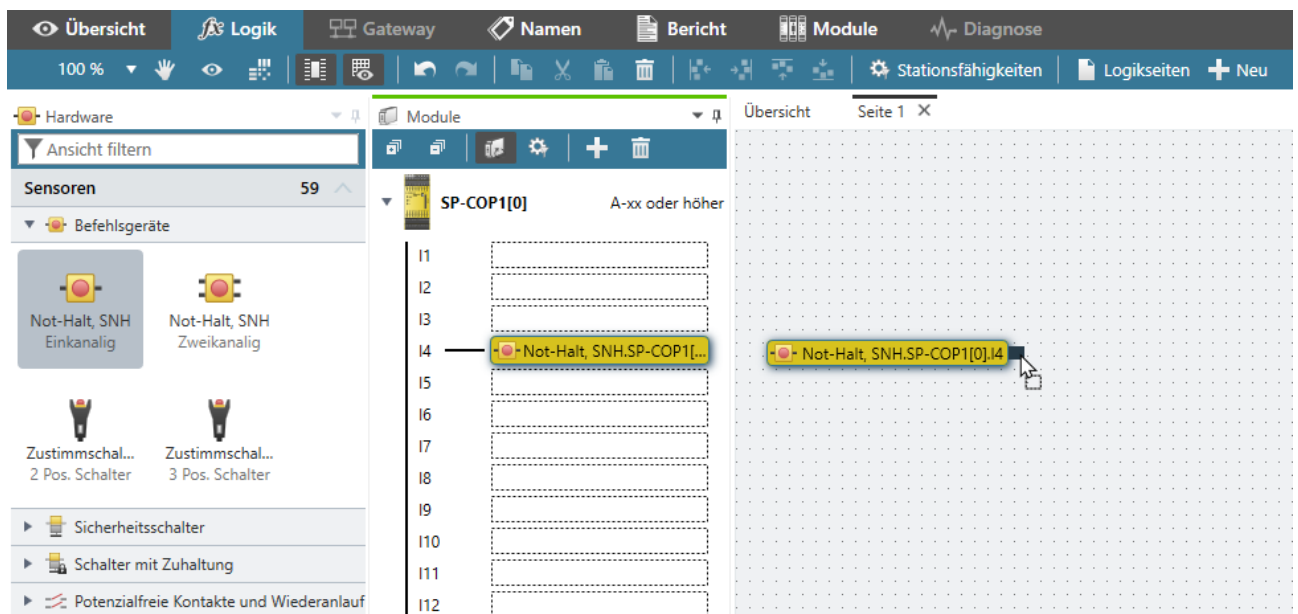 Übersicht Logik Gateway Namen Bericht Module Diagnose
100 % Stationsfähigkeiten Logikseiten Neu
Hardware
Ansicht filtern
Sensoren 59
Befehlsgeräte
Not-Halt, SNH Not-Halt, SNH
Einkanalig Zweikanalig
Zustimmschal... Zustimmschal...
2 Pos. Schalter 3 Pos. Schalter
Sicherheitsschalter
Schalter mit Zuhaltung
Potenzialfreie Kontakte und Wiederanlauf
Module
SP-COP1[0] A-xx oder höher
I1
I2
I3
I4 Not-Halt, SNH.SP-COP1[...
I5
I6
I7
I8
I9
I10
I11
I12
Übersicht Seite 1
Not-Halt, SNH.SP-COP1[0].I4